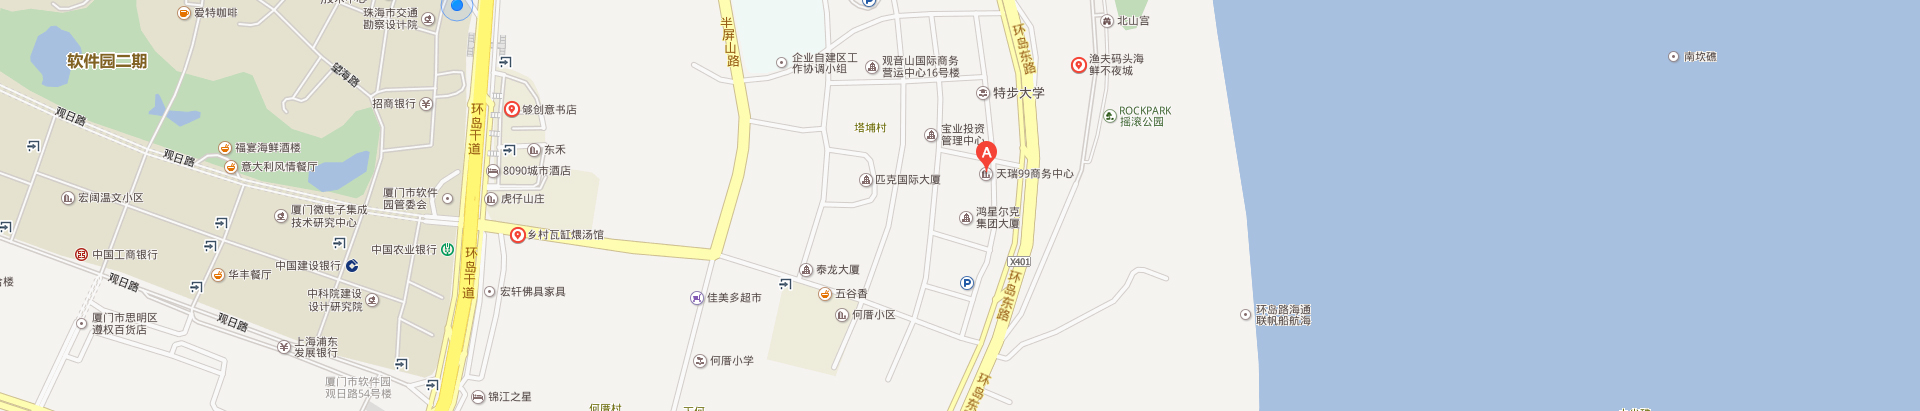 爱特咖啡
珠海市交通
勘察设计院
软件园二期
望海路
招商银行
观日路
福宴海鲜酒楼
意大利风情餐厅
观日路
宏阔温文小区
厦门微电子集成
技术研究中心
厦门市软件
园管委会
中国工商银行
华丰餐厅
中国建设银行
中国农业银行
中科院建设
设计研究院
观日路
厦门市思明区
遵权百货店
观日路
上海浦东
发展银行
厦门市软件园
观日路54号楼
环岛干道
够创意书店
东禾
8090城市酒店
虎仔山庄
乡村瓦缸煨汤馆
环岛干道
宏轩佛具家具
锦江之星
何厝村
半屏山路
企业自建区工
作协调小组
观音山国际商务
营运中心16号楼
P
特步大学
塔埔村
宝业投资
管理中心
A
天瑞99商务中心
匹克国际大厦
鸿星尔克
集团大厦
泰龙大厦
五谷香
佳美多超市
何厝小区
何厝小学
P
X401
环岛东路
环岛东路
环岛东
北山宫
渔夫码头海
鲜不夜城
ROCKPARK
摇滚公园
南坎礁
环岛路海通
联帆船航海